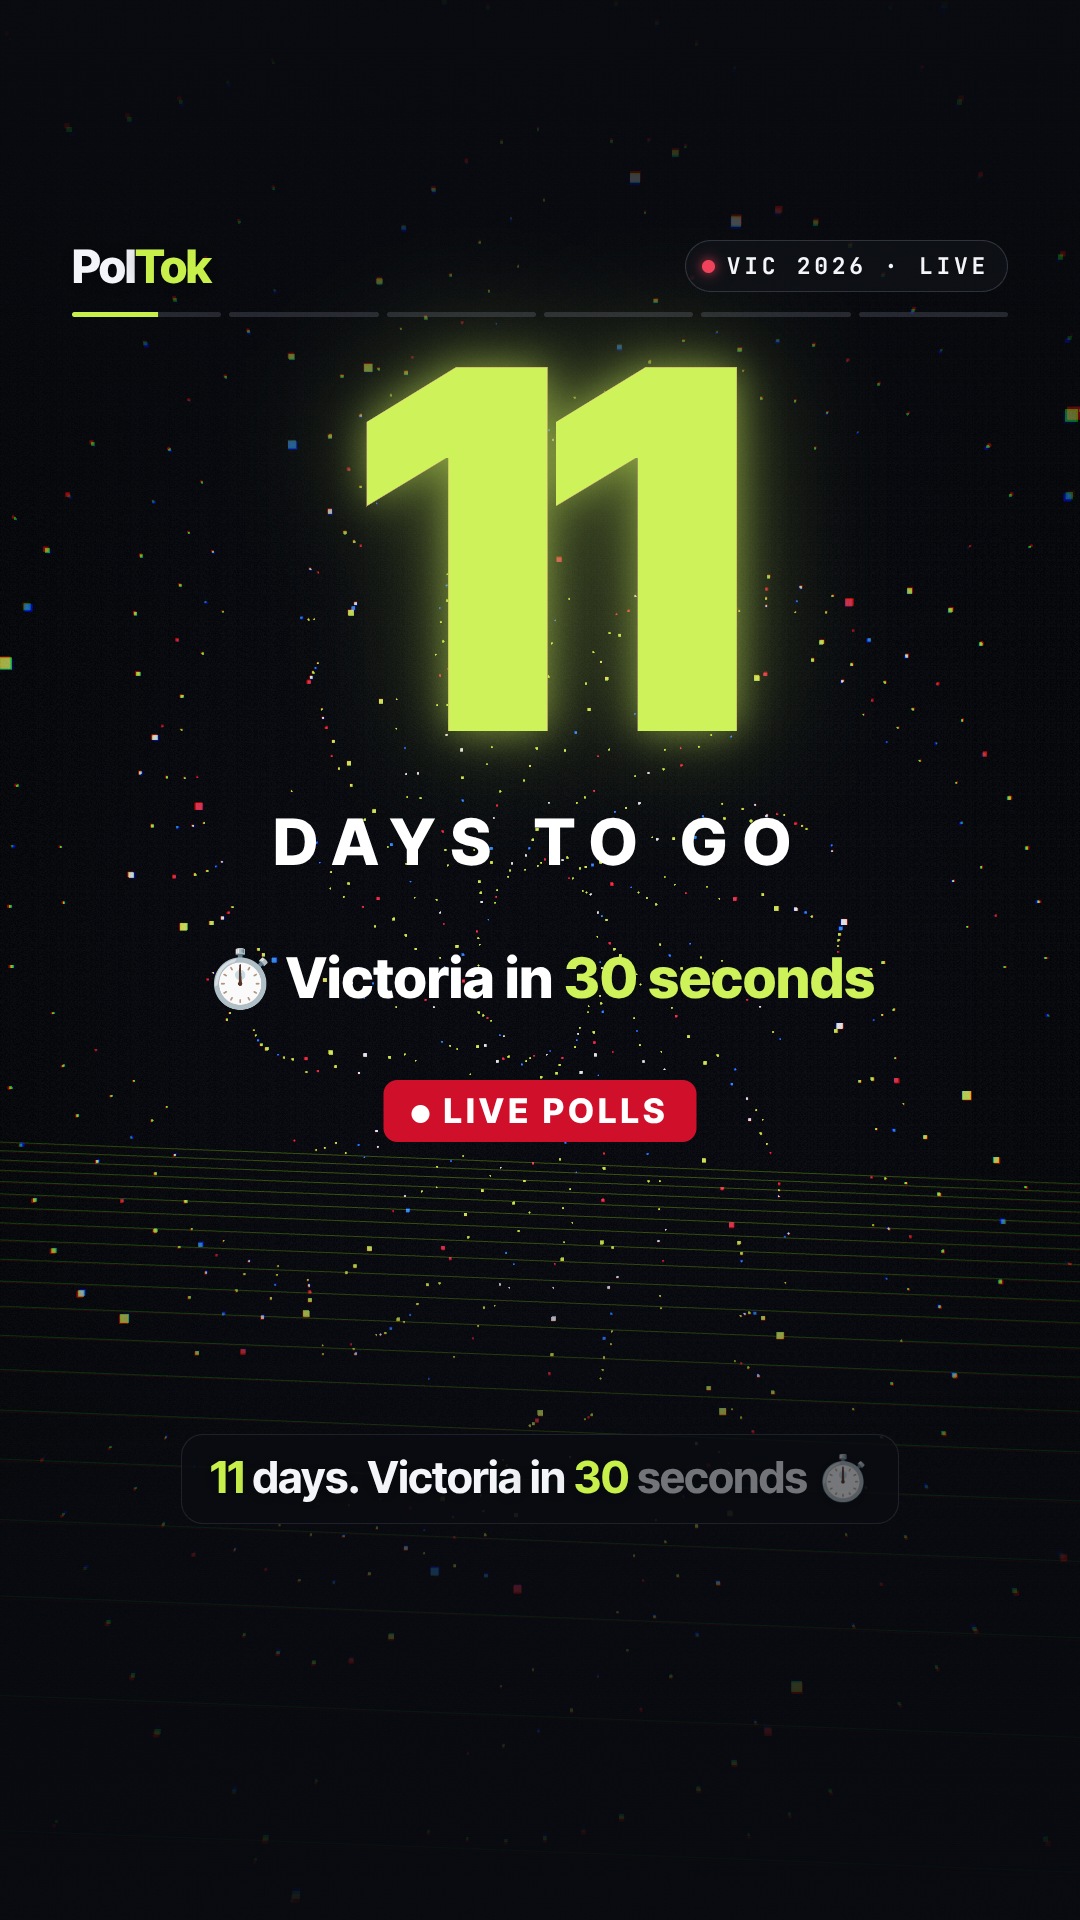 PolTok
VIC 2026 · LIVE
11
DAYS TO GO
⏱️ Victoria in 30 seconds
LIVE POLLS
11 days. Victoria in 30 seconds ⏱️